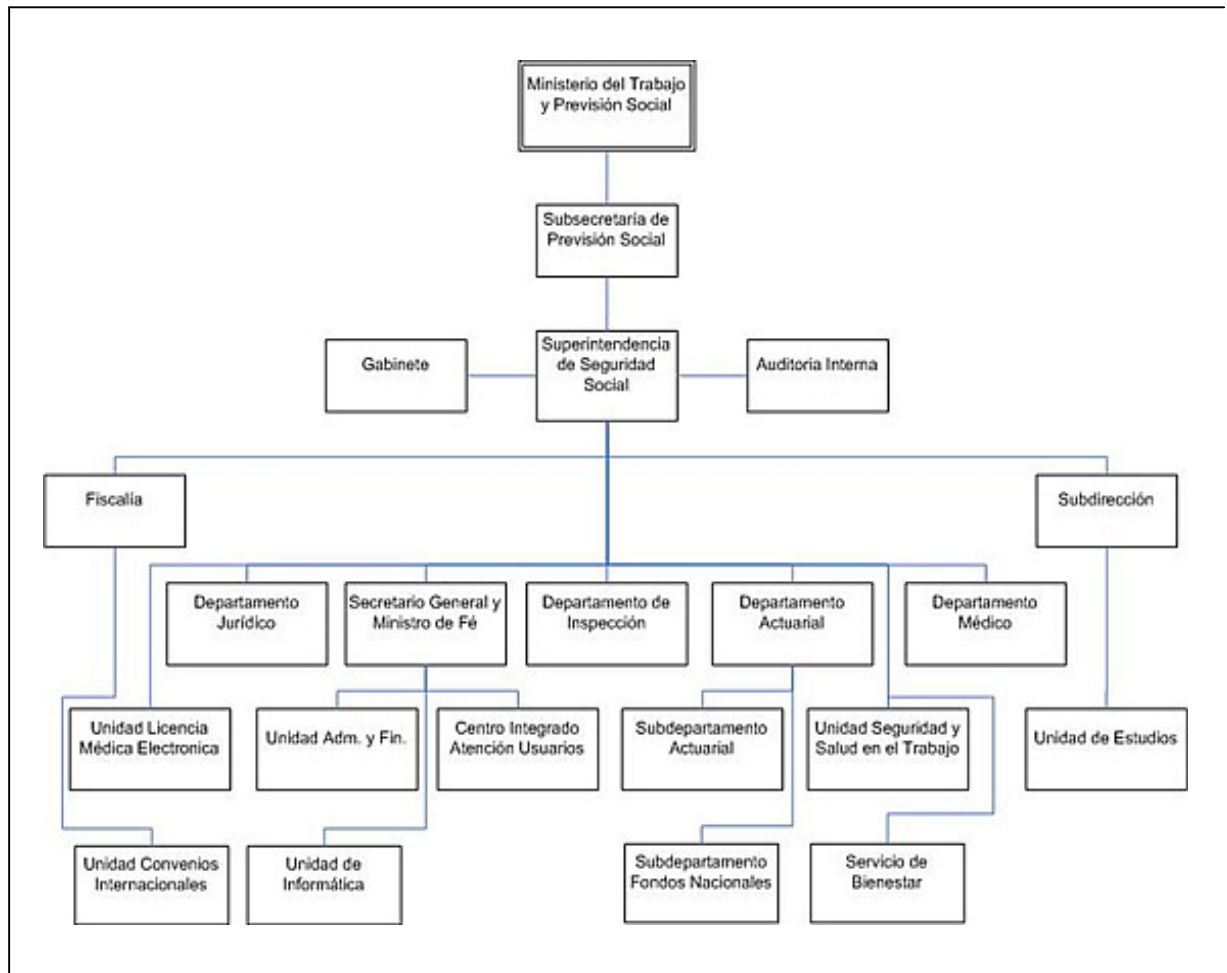 Ministerio del Trabajo
y Previsión Social
Subsecretaría de
Previsión Social
Gabinete
Superintendencia
de Seguridad
Social
Auditoria Interna
Fiscalía
Subdirección
Departamento
Jurídico
Secretario General y
Ministro de Fé
Departamento de
Inspección
Departamento
Actuarial
Departamento
Médico
Unidad Licencia
Médica Electronica
Unidad Adm. y Fin.
Centro Integrado
Atención Usuarios
Subdepartamento
Actuarial
Unidad Seguridad y
Salud en el Trabajo
Unidad de Estudios
Unidad Convenios
Internacionales
Unidad de
Informática
Subdepartamento
Fondos Nacionales
Servicio de
Bienestar